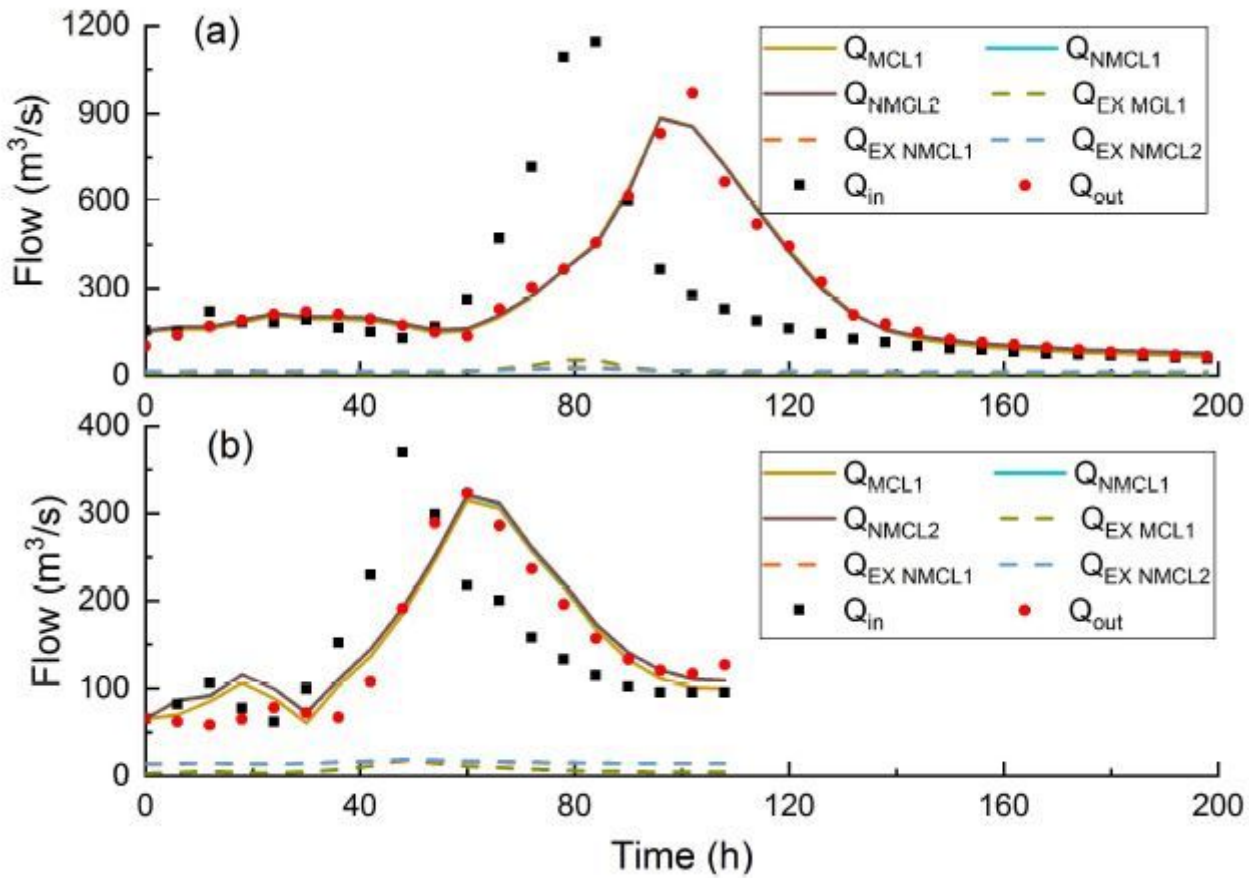 (a)
1200
900
600
300
0
Flow (m³/s)
Q_MCL1 Q_NMCL1
Q_NMGL2 Q_EX MGL1
Q_EX NMCL1 Q_EX NMCL2
Q_in Q_out
0 40 80 120 160 200
(b)
400
300
200
100
0
Flow (m³/s)
Q_MCL1 Q_NMCL1
Q_NMCL2 Q_EX MCL1
Q_EX NMCL1 Q_EX NMCL2
Q_in Q_out
0 40 80 120 160 200
Time (h)